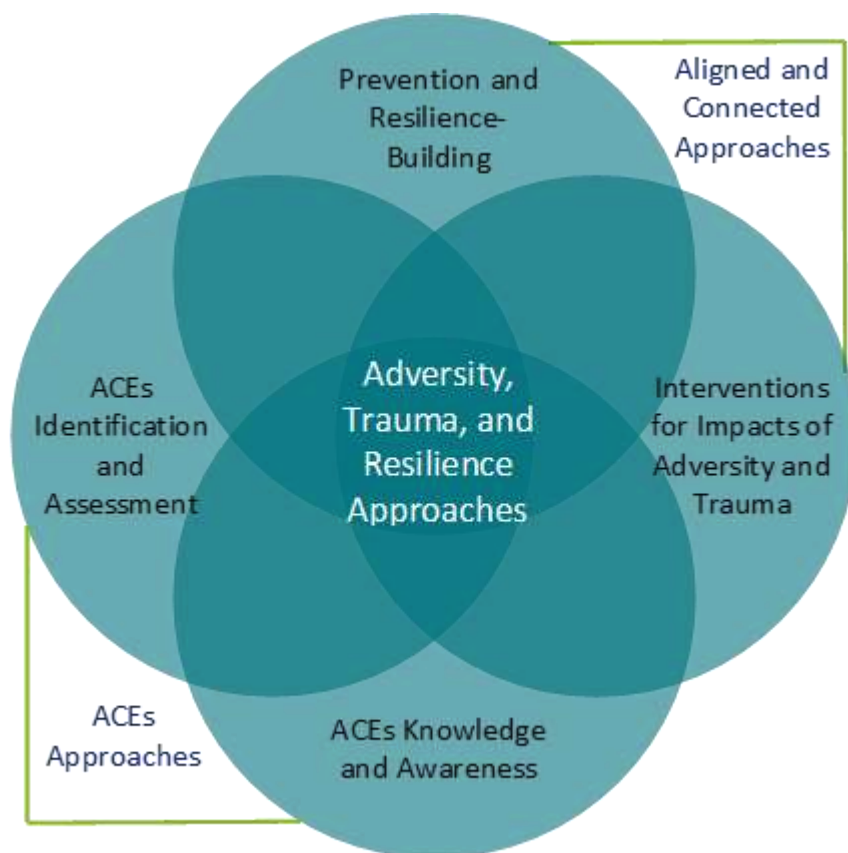 Prevention and
Resilience-
Building
Aligned and
Connected
Approaches
ACEs
Identification
and
Assessment
Adversity,
Trauma, and
Resilience
Approaches
Interventions
for Impacts of
Adversity and
Trauma
ACEs
Approaches
ACEs Knowledge
and Awareness